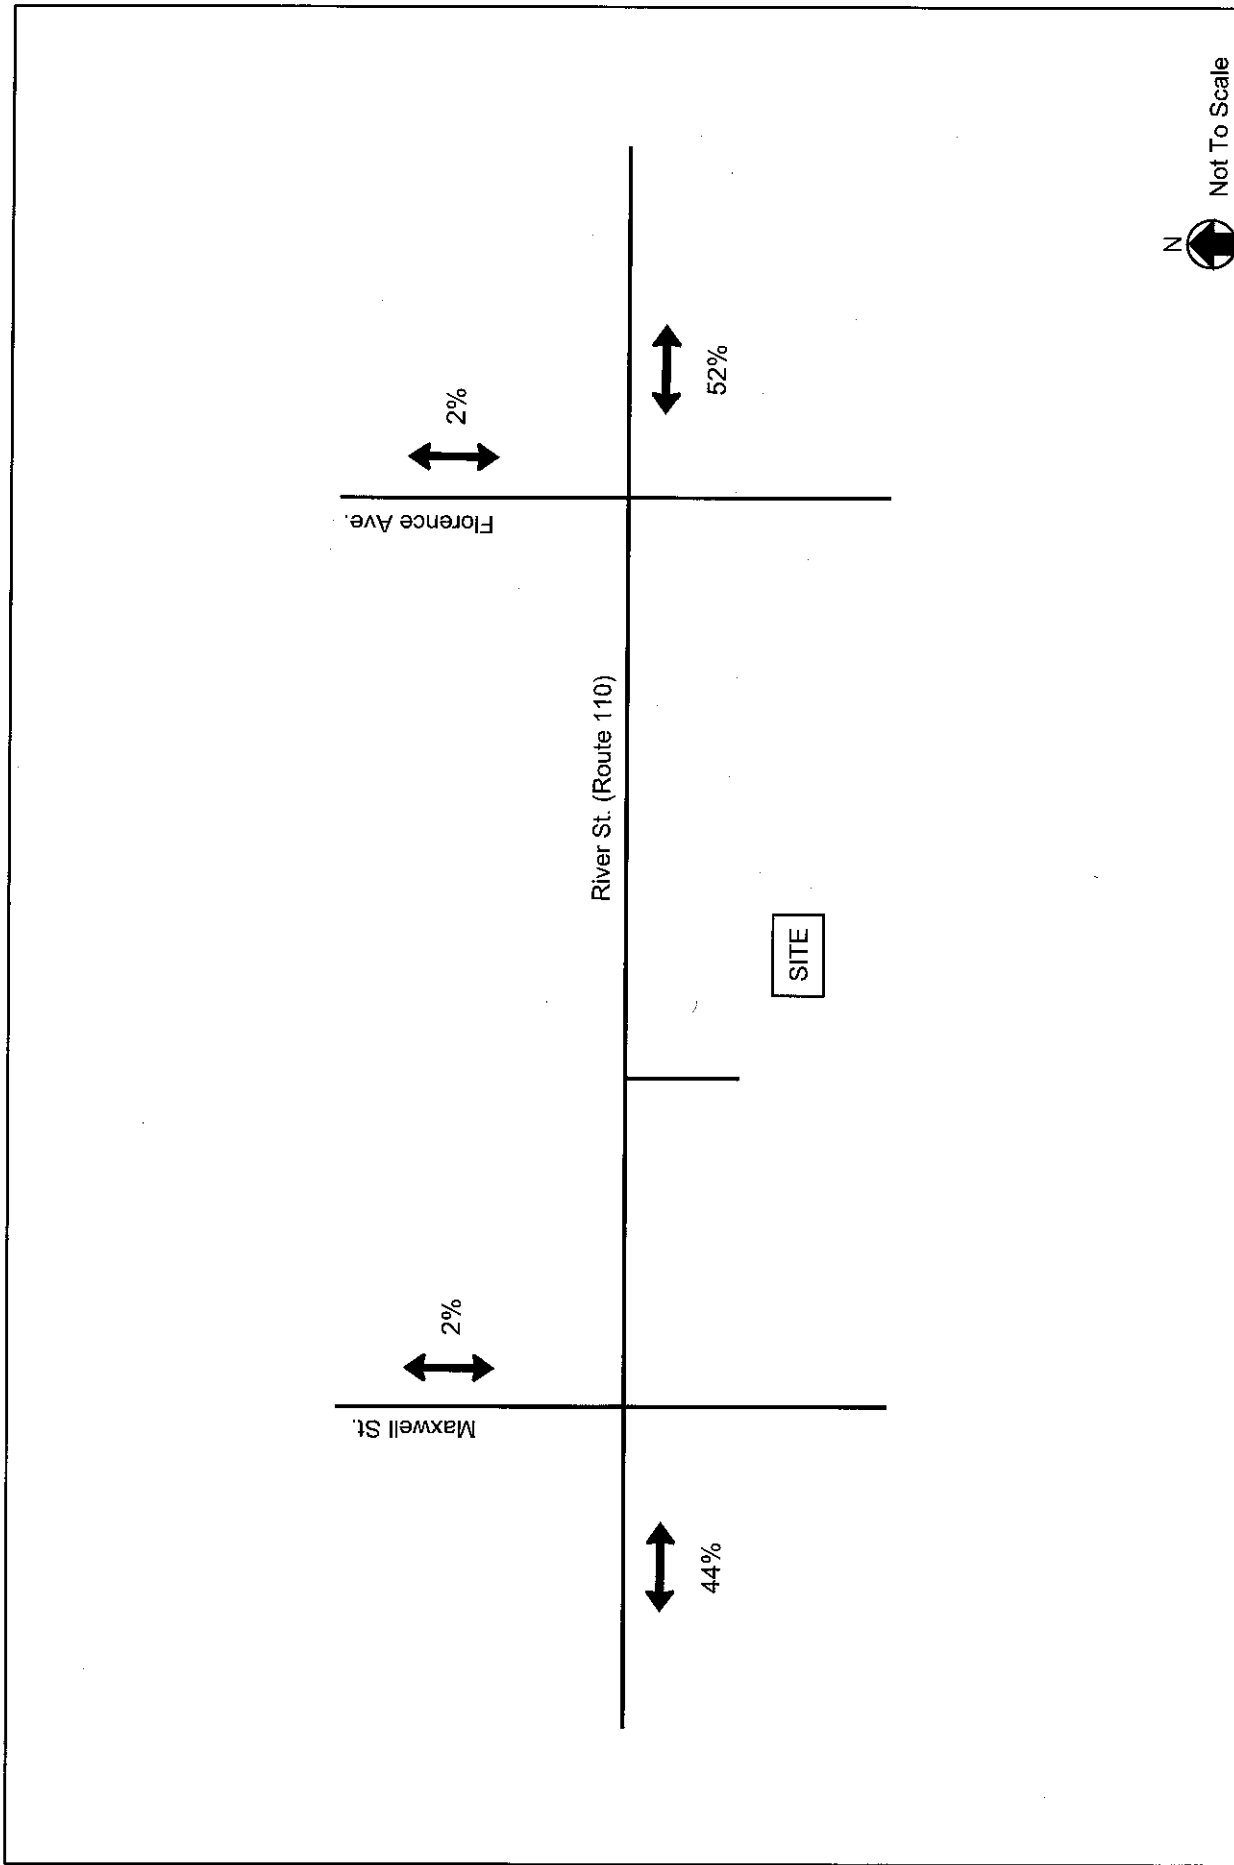 Maxwell St.
2%
Florence Ave.
2%
River St. (Route 110)
44%
52%
SITE
N
Not To Scale